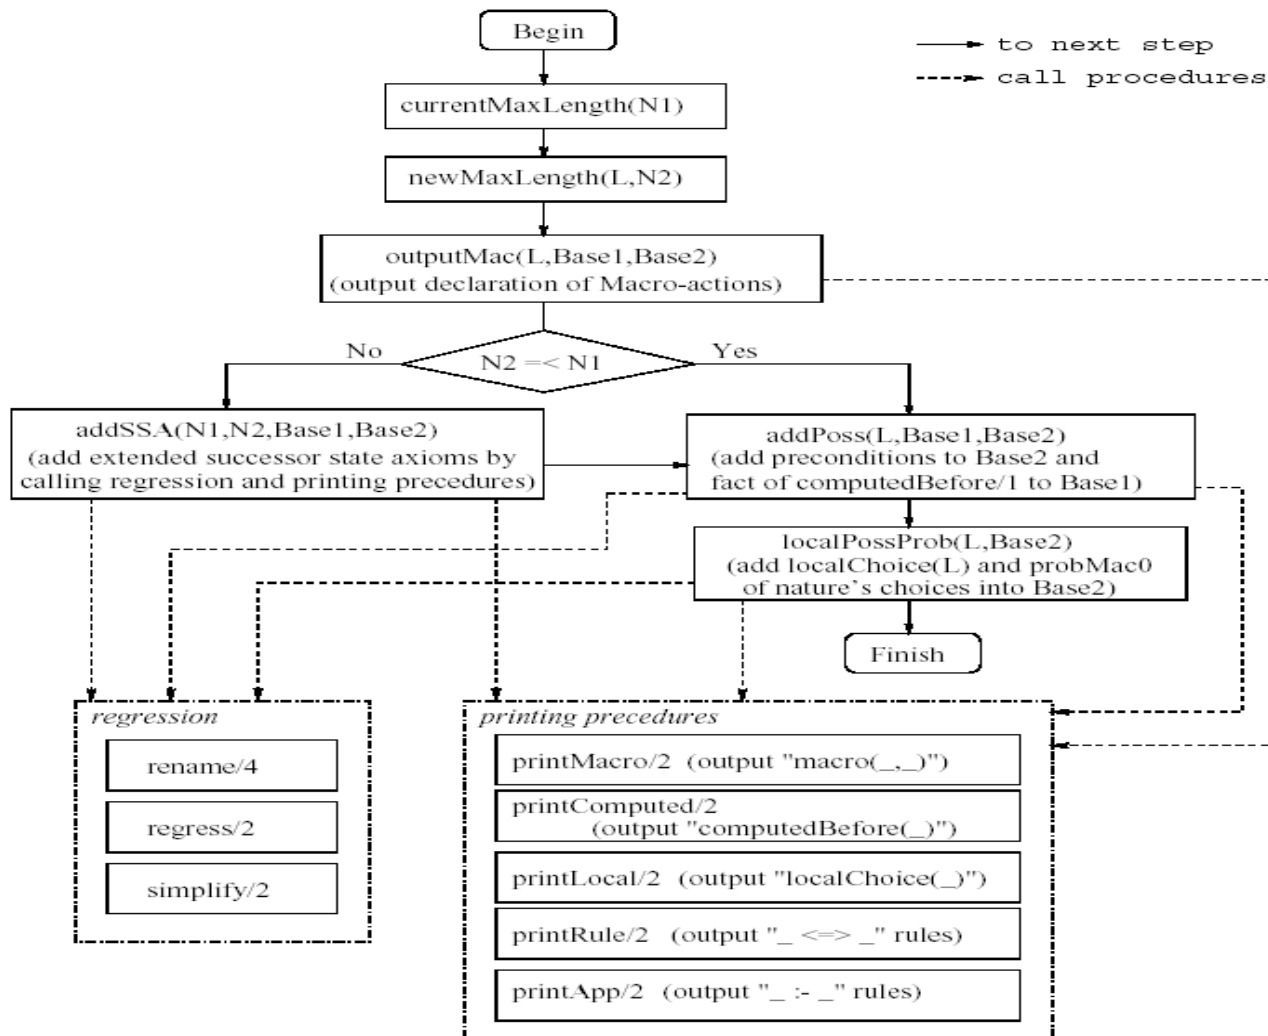 Begin
to next step
call procedures
currentMaxLength(N1)
newMaxLength(L,N2)
outputMac(L,Base1,Base2)
(output declaration of Macro-actions)
No
N2 =< N1
Yes
addSSA(N1,N2,Base1,Base2)
(add extended successor state axioms by
calling regression and printing precedures)
addPoss(L,Base1,Base2)
(add preconditions to Base2 and
fact of computedBefore/1 to Base1)
localPossProb(L,Base2)
(add localChoice(L) and probMac0
of nature's choices into Base2)
Finish
regression
rename/4
regress/2
simplify/2
printing precedures
printMacro/2 (output "macro(_,_)")
printComputed/2
(output "computedBefore(_)")
printLocal/2 (output "localChoice(_)")
printRule/2 (output "_ <=> _" rules)
printApp/2 (output "_ :- _" rules)